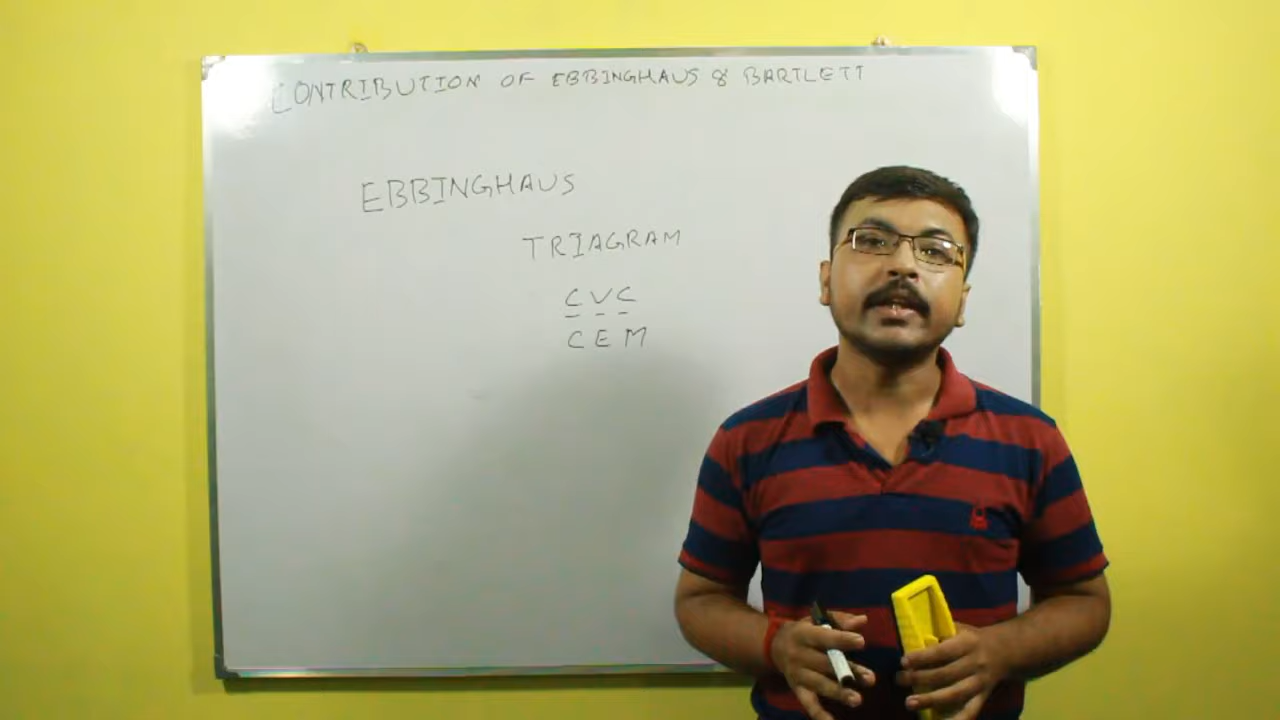 CONTRIBUTION OF EBBINGHAUS & BARTLETT
EBBINGHAUS
TRIAGRAM
CVC
CEM